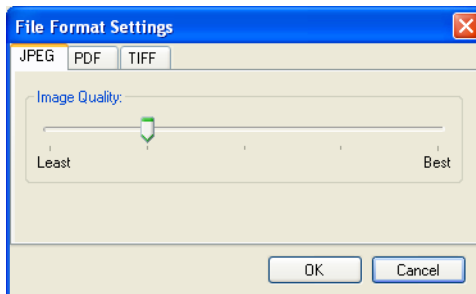 File Format Settings
JPEG PDF TIFF
Image Quality:
Least Best
OK Cancel